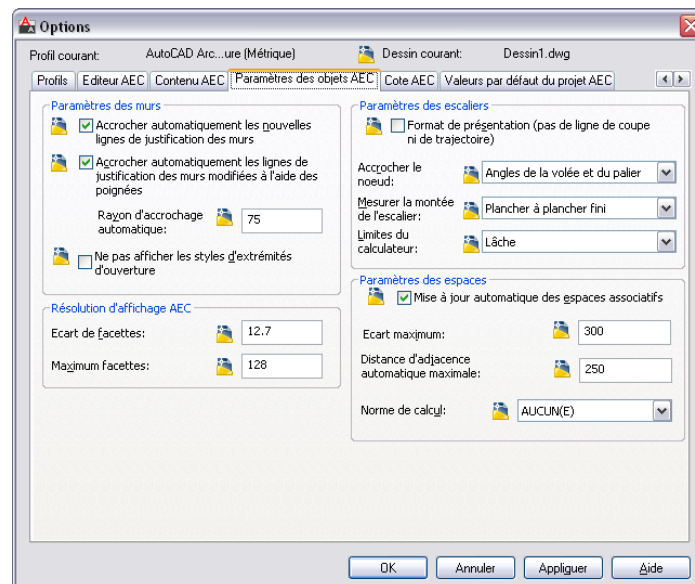 Options
Profil courant: AutoCAD Arc...ure (Métrique) Dessin courant: Dessin1.dwg
Profils Editeur AEC Contenu AEC Paramètres des objets AEC Cote AEC Valeurs par défaut du projet AEC
Paramètres des murs
Accrocher automatiquement les nouvelles
lignes de justification des murs
Accrocher automatiquement les lignes de
justification des murs modifiées à l'aide des
poignées
Rayon d'accrochage
automatique: 75
Ne pas afficher les styles d'extrémités
d'ouverture
Résolution d'affichage AEC
Ecart de facettes: 12.7
Maximum facettes: 128
Paramètres des escaliers
Format de présentation (pas de ligne de coupe
ni de trajectoire)
Accrocher le
noeud: Angles de la volée et du palier
Mesurer la montée
de l'escalier: Plancher à plancher fini
Limites du
calculateur: Lâche
Paramètres des espaces
Mise à jour automatique des espaces associatifs
Ecart maximum: 300
Distance d'adjacence
automatique maximale: 250
Norme de calcul: AUCUN(E)
OK Annuler Appliquer Aide